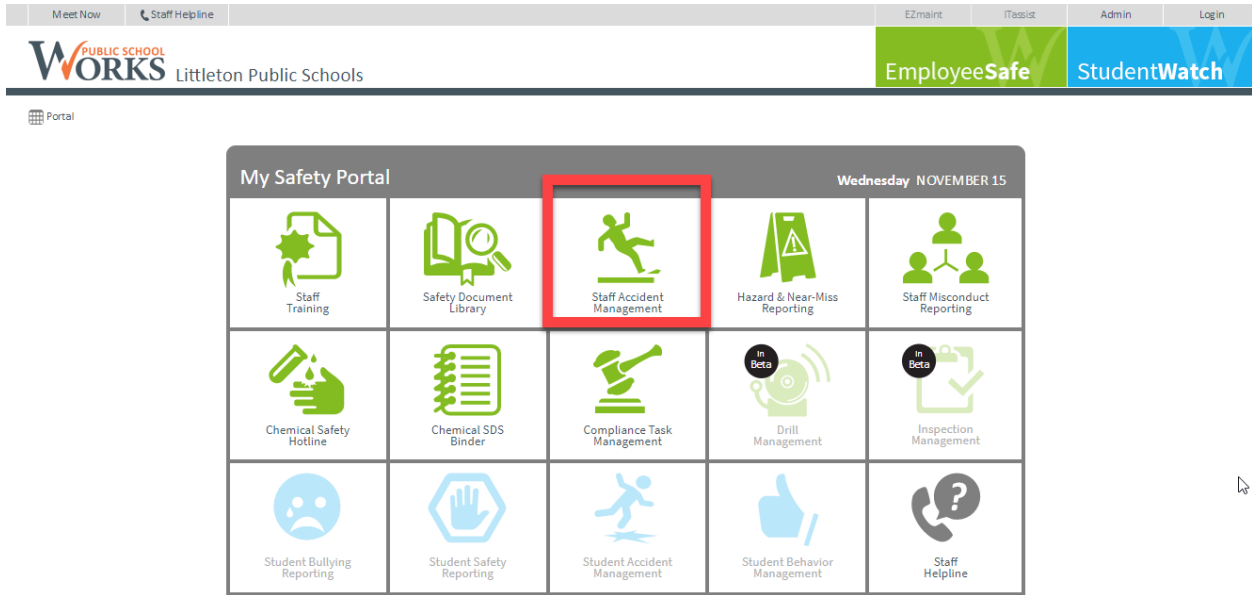 Meet Now Staff Helpline EZmaint ITassist Admin Login
PUBLIC SCHOOL
WORKS Littleton Public Schools
EmployeeSafe StudentWatch
Portal
My Safety Portal Wednesday NOVEMBER 15
Staff
Training
Safety Document
Library
Staff Accident
Management
Hazard & Near-Miss
Reporting
Staff Misconduct
Reporting
Chemical Safety
Hotline
Chemical SDS
Binder
Compliance Task
Management
In
Beta
Drill
Management
In
Beta
Inspection
Management
Student Bullying
Reporting
Student Safety
Reporting
Student Accident
Management
Student Behavior
Management
?
Staff
Helpline